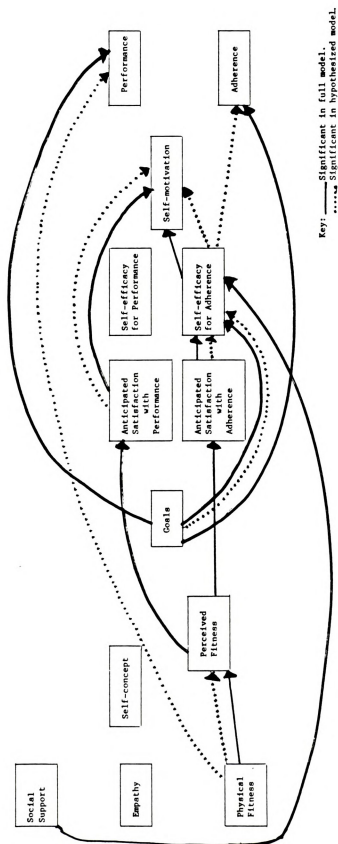 Social
Support
Empathy
Physical
Fitness
Self-concept
Perceived
Fitness
Goals
Anticipated
Satisfaction
with
Performance
Anticipated
Satisfaction
with
Adherence
Self-efficacy
for Performance
Self-efficacy
for Adherence
Self-motivation
Performance
Adherence
Key: Significant in full model.
Significant in hypothesized model.